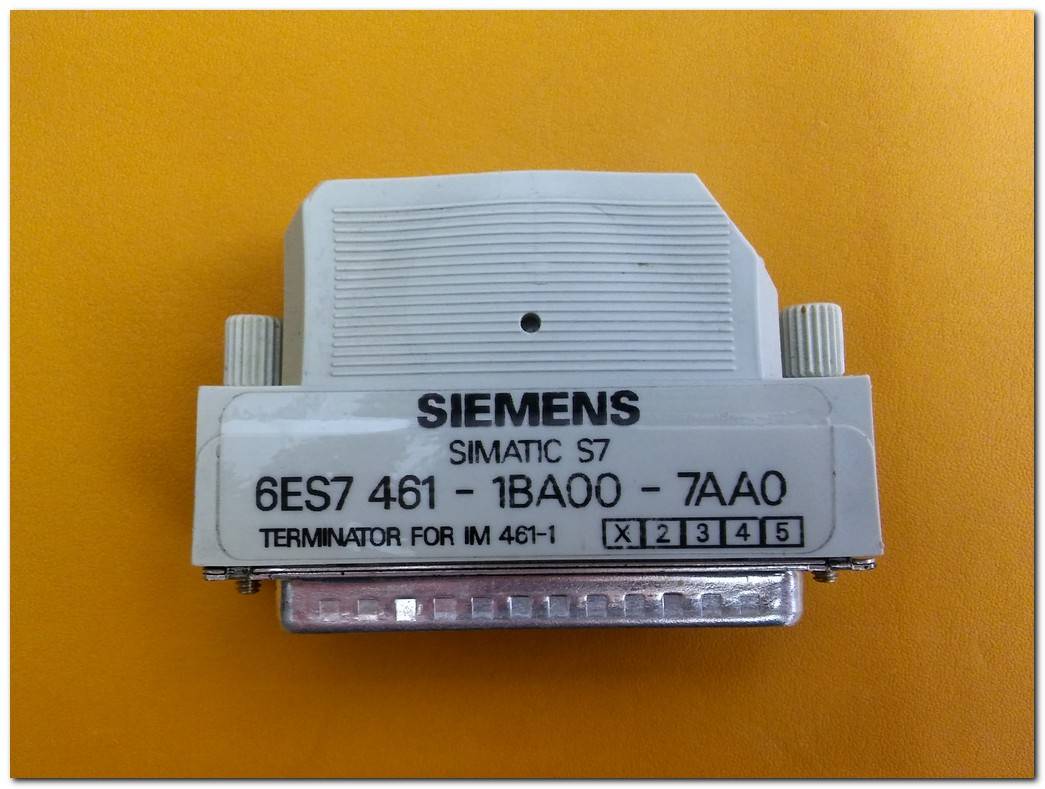 SIEMENS
SIMATIC S7
6ES7 461 - 1BA00 - 7AA0
TERMINATOR FOR IM 461-1 X 2 3 4 5